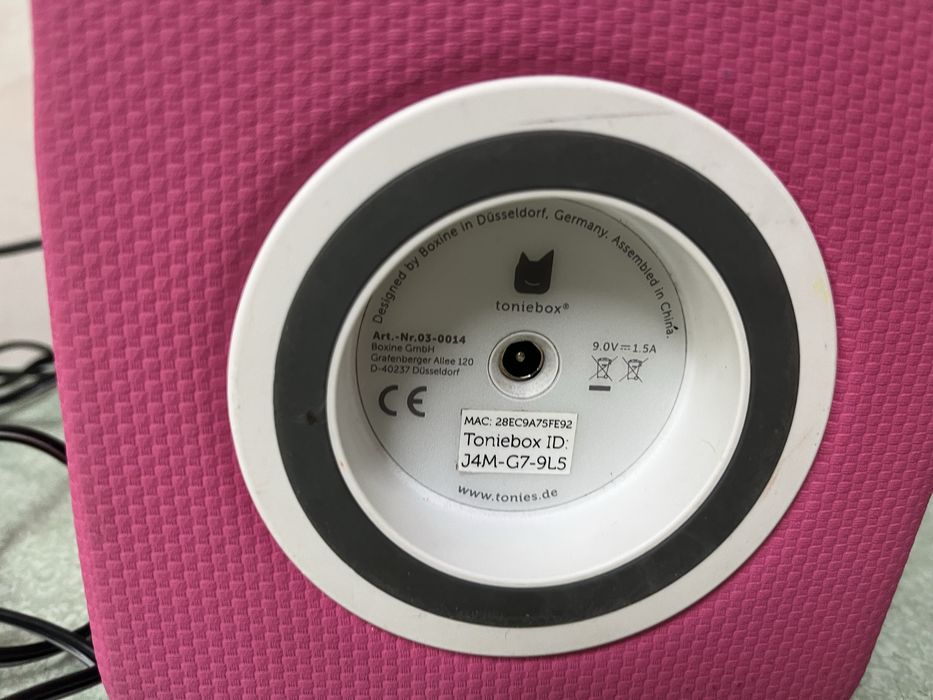 Designed by Boxine in Düsseldorf, Germany. Assembled in China.
toniebox®
Art.-Nr.03-0014
Boxine GmbH
Grafenberger Allee 120
D-40237 Düsseldorf
CE
9.0V⎓1.5A
MAC: 28EC9A75FE92
Toniebox ID:
J4M-G7-9L5
www.tonies.de